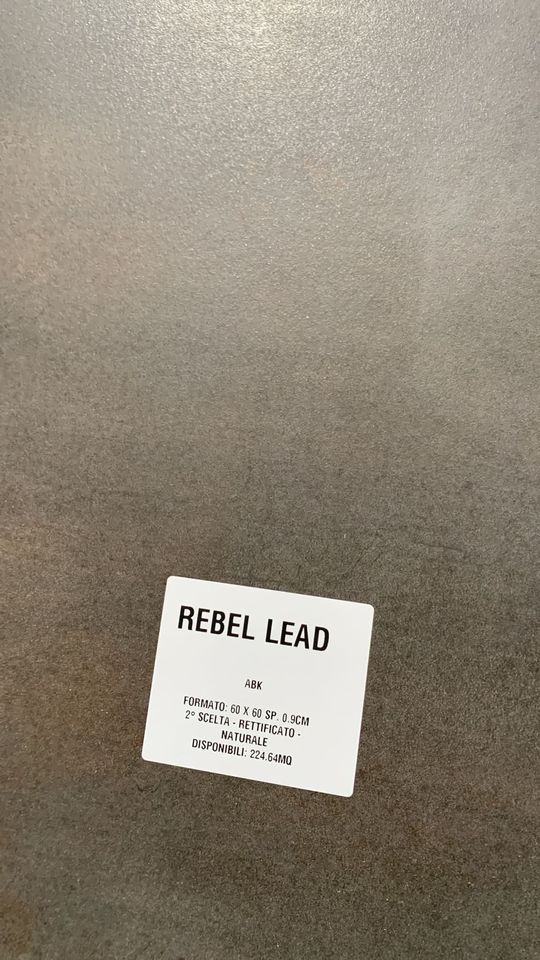 REBEL LEAD
ABK
FORMATO: 60 X 60 SP. 0.9CM
2° SCELTA - RETTIFICATO -
NATURALE
DISPONIBILI: 224.64MQ